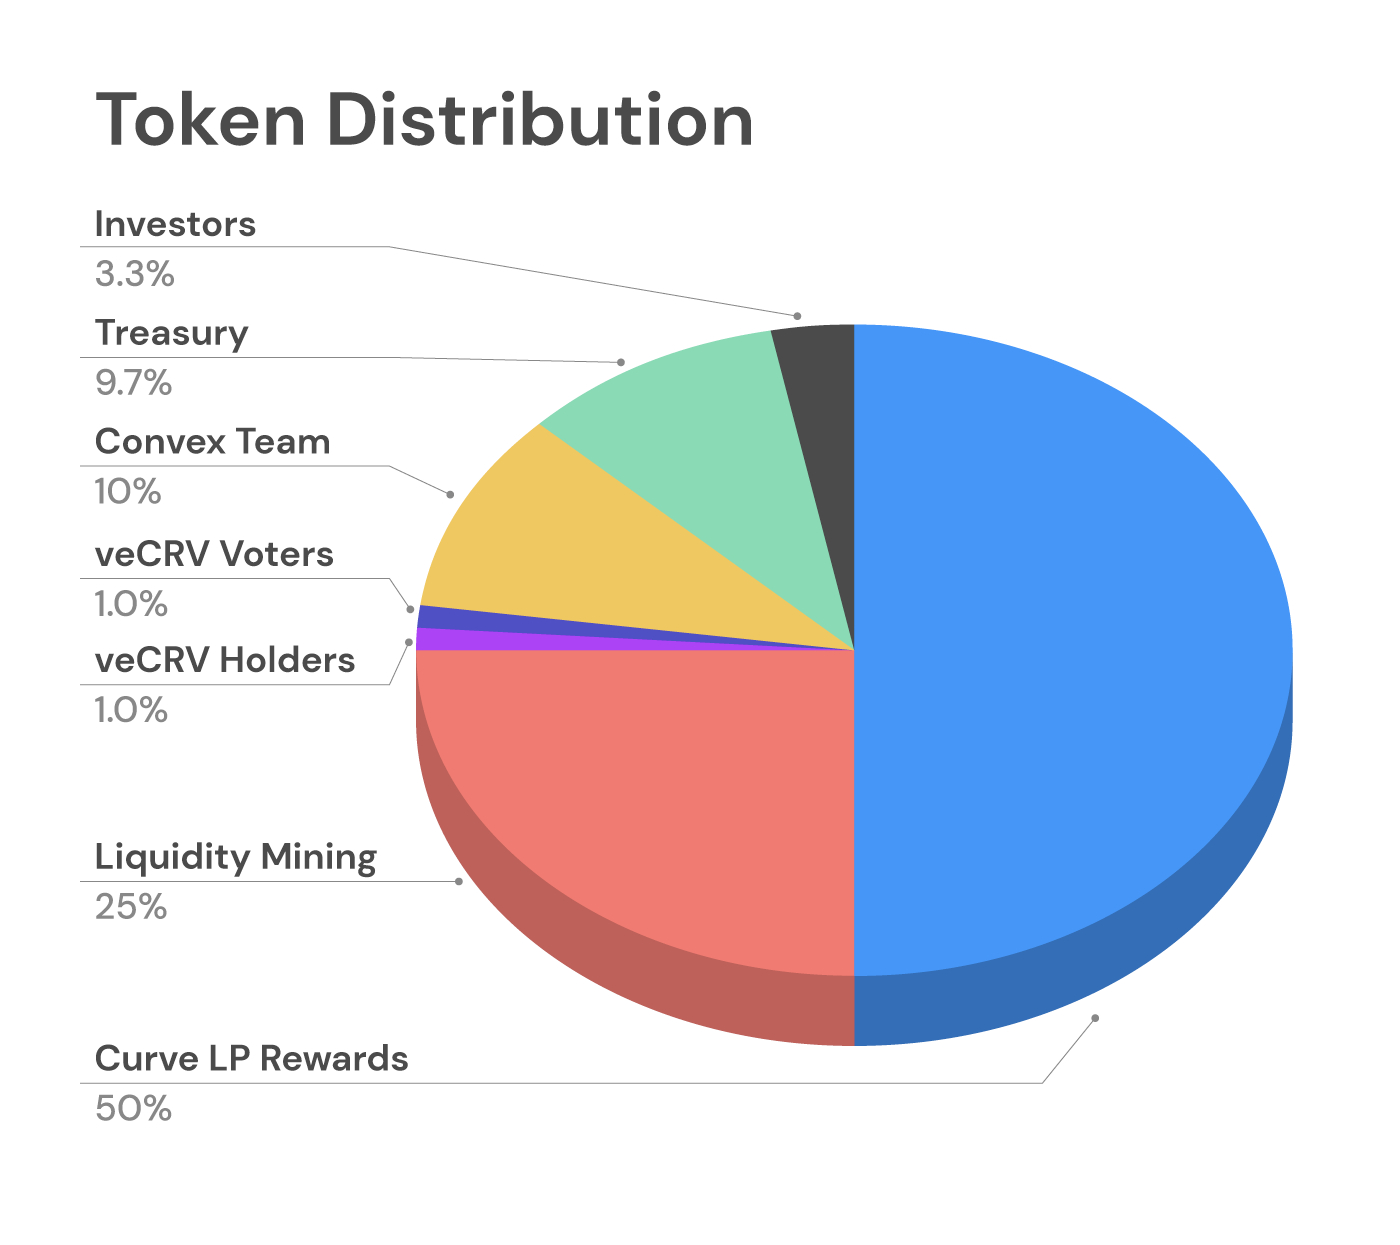 Token Distribution
Investors
3.3%
Treasury
9.7%
Convex Team
10%
veCRV Voters
1.0%
veCRV Holders
1.0%
Liquidity Mining
25%
Curve LP Rewards
50%